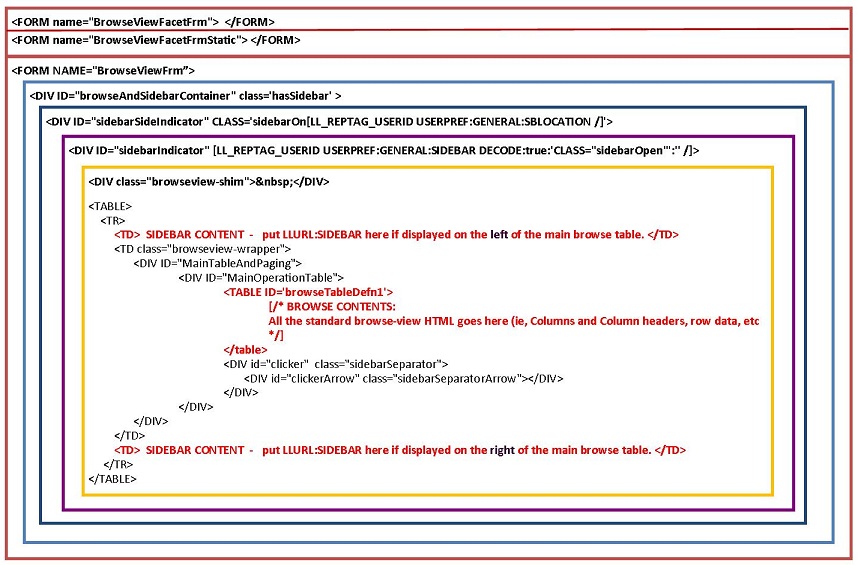 <FORM name="BrowseViewFacetFrm"> </FORM>
<FORM name="BrowseViewFacetFrmStatic"> </FORM>
<FORM NAME="BrowseViewFrm”>
<DIV ID="browseAndSidebarContainer" class='hasSidebar' >
<DIV ID="sidebarSideIndicator" CLASS='sidebarOn[LL_REPTAG_USERID USERPREF:GENERAL:SBLOCATION /]'>
<DIV ID="sidebarIndicator" [LL_REPTAG_USERID USERPREF:GENERAL:SIDEBAR DECODE:true:'CLASS="sidebarOpen"':'' />
<DIV class="browseview-shim">&nbsp;</DIV>
<TABLE>
<TR>
<TD> SIDEBAR CONTENT - put LLURL:SIDEBAR here if displayed on the left of the main browse table. </TD>
<TD class="browseview-wrapper">
<DIV ID="MainTableAndPaging">
<DIV ID="MainOperationTable">
<TABLE ID='browseTableDefn1'>
[/* BROWSE CONTENTS:
All the standard browse-view HTML goes here (ie, Columns and Column headers, row data, etc
*/]
</table>
<DIV id="clicker" class="sidebarSeparator">
<DIV id="clickerArrow" class="sidebarSeparatorArrow"></DIV>
</DIV>
</DIV>
</DIV>
</TD>
<TD> SIDEBAR CONTENT - put LLURL:SIDEBAR here if displayed on the right of the main browse table. </TD>
</TR>
</TABLE>